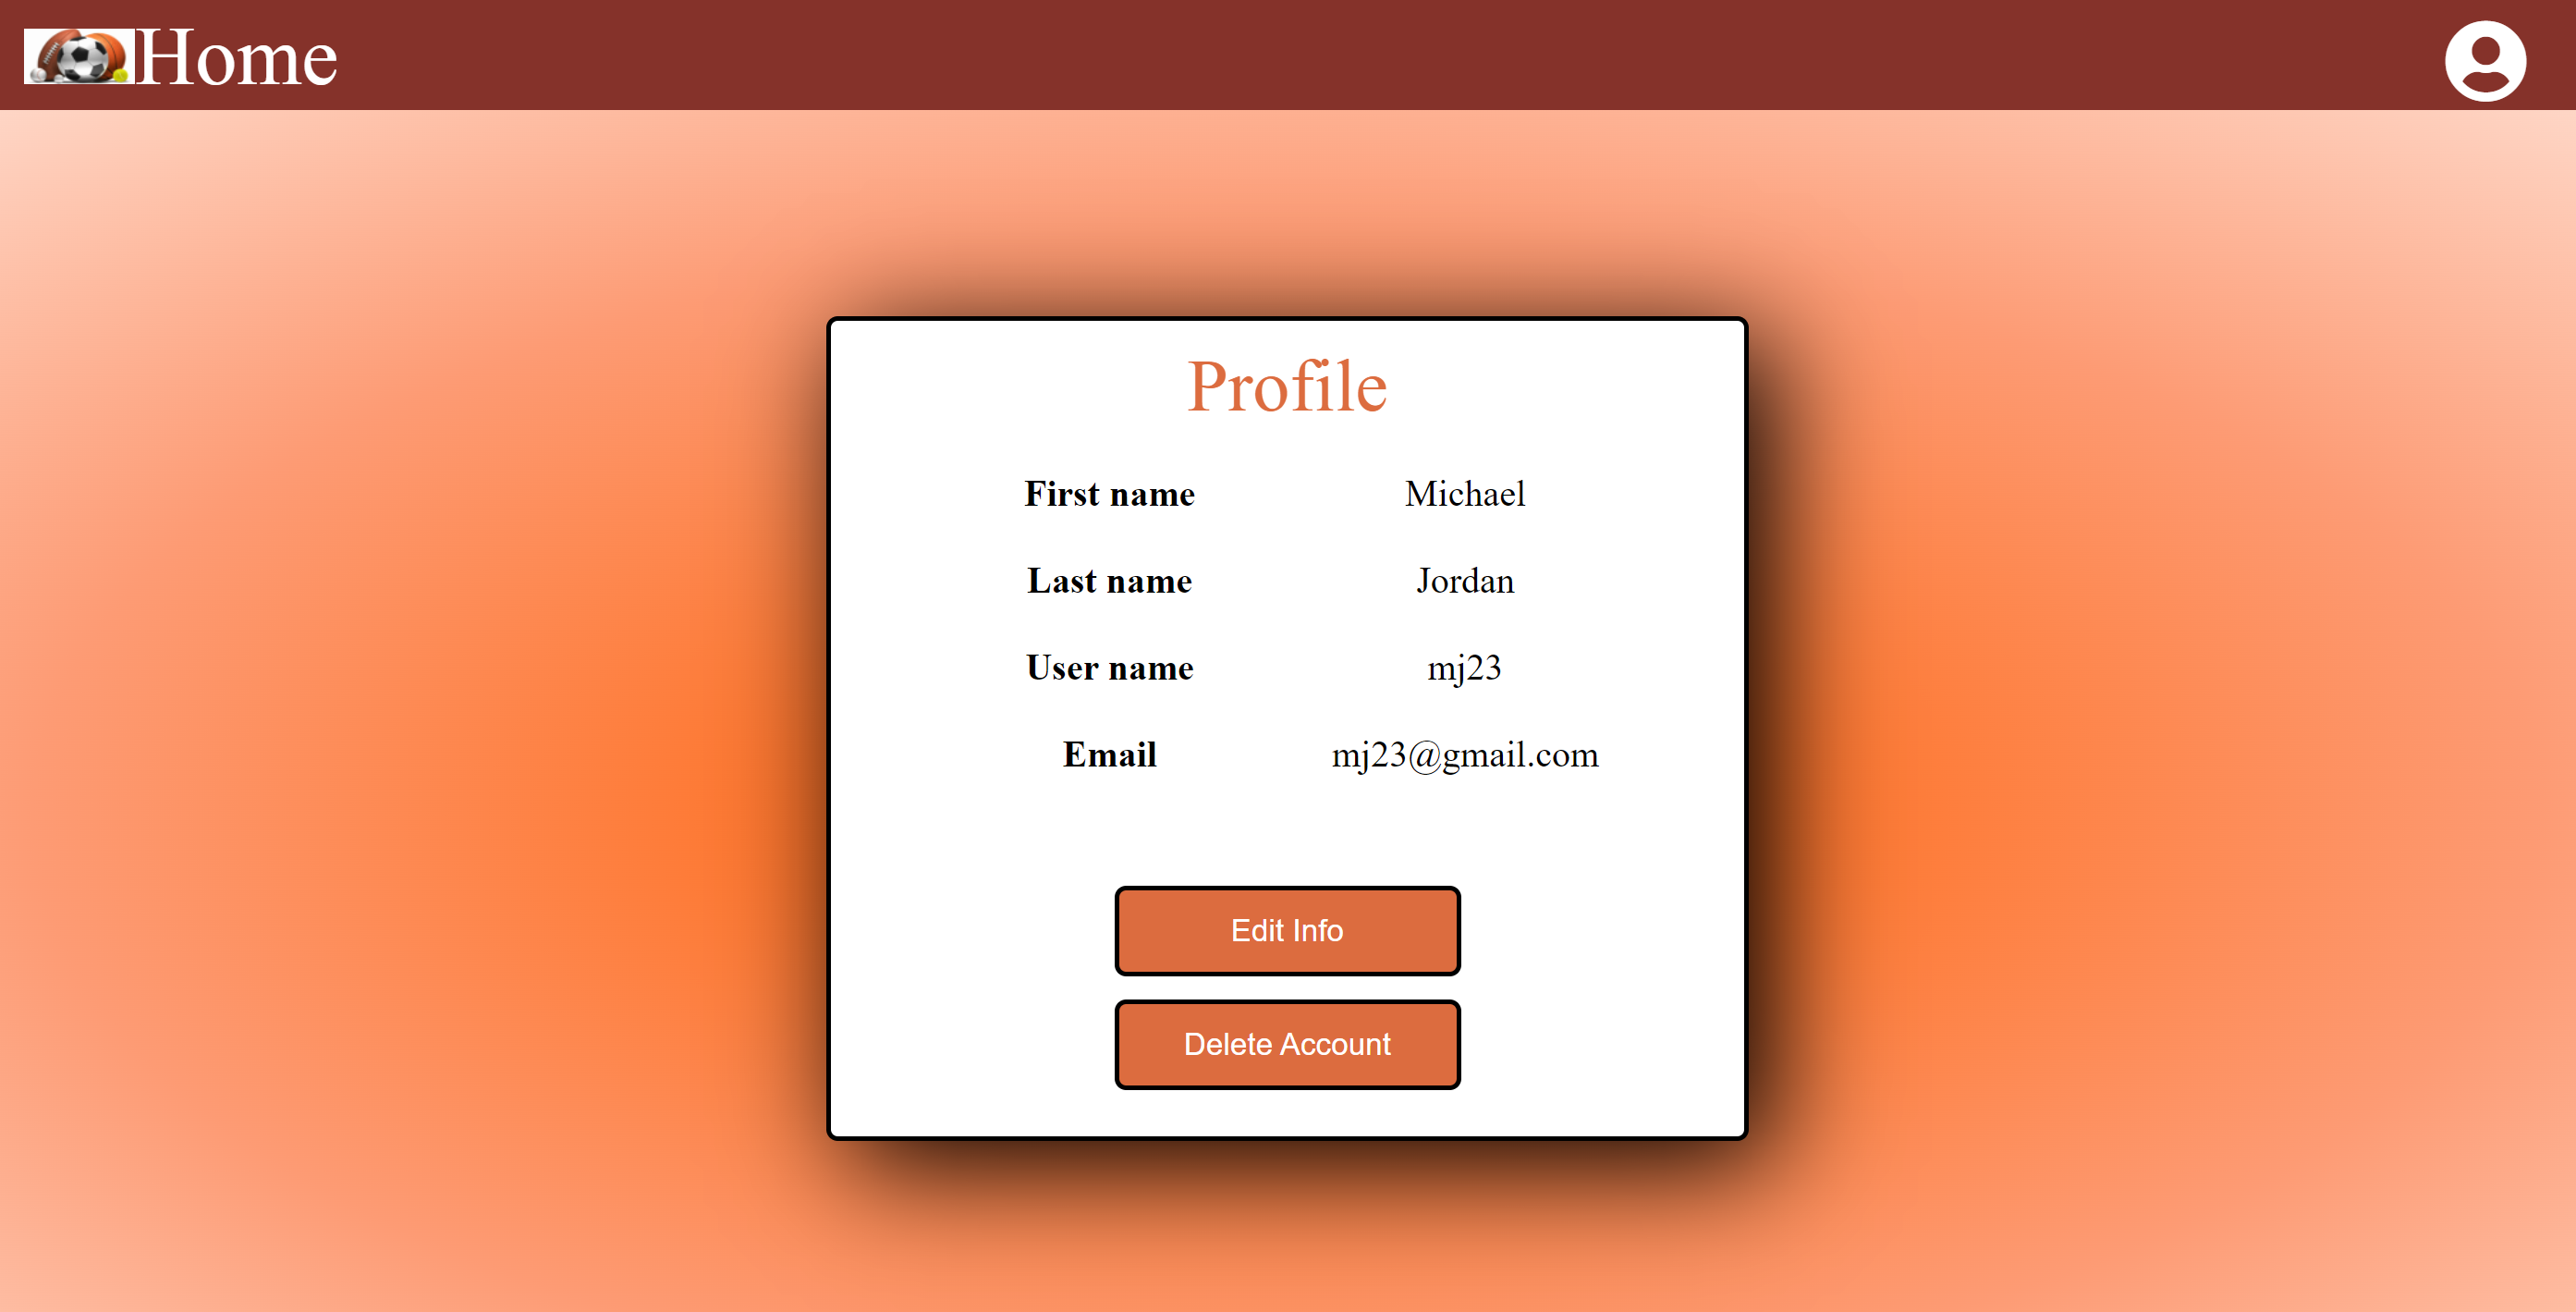 Home
Profile
First name Michael
Last name Jordan
User name mj23
Email mj23@gmail.com
Edit Info
Delete Account